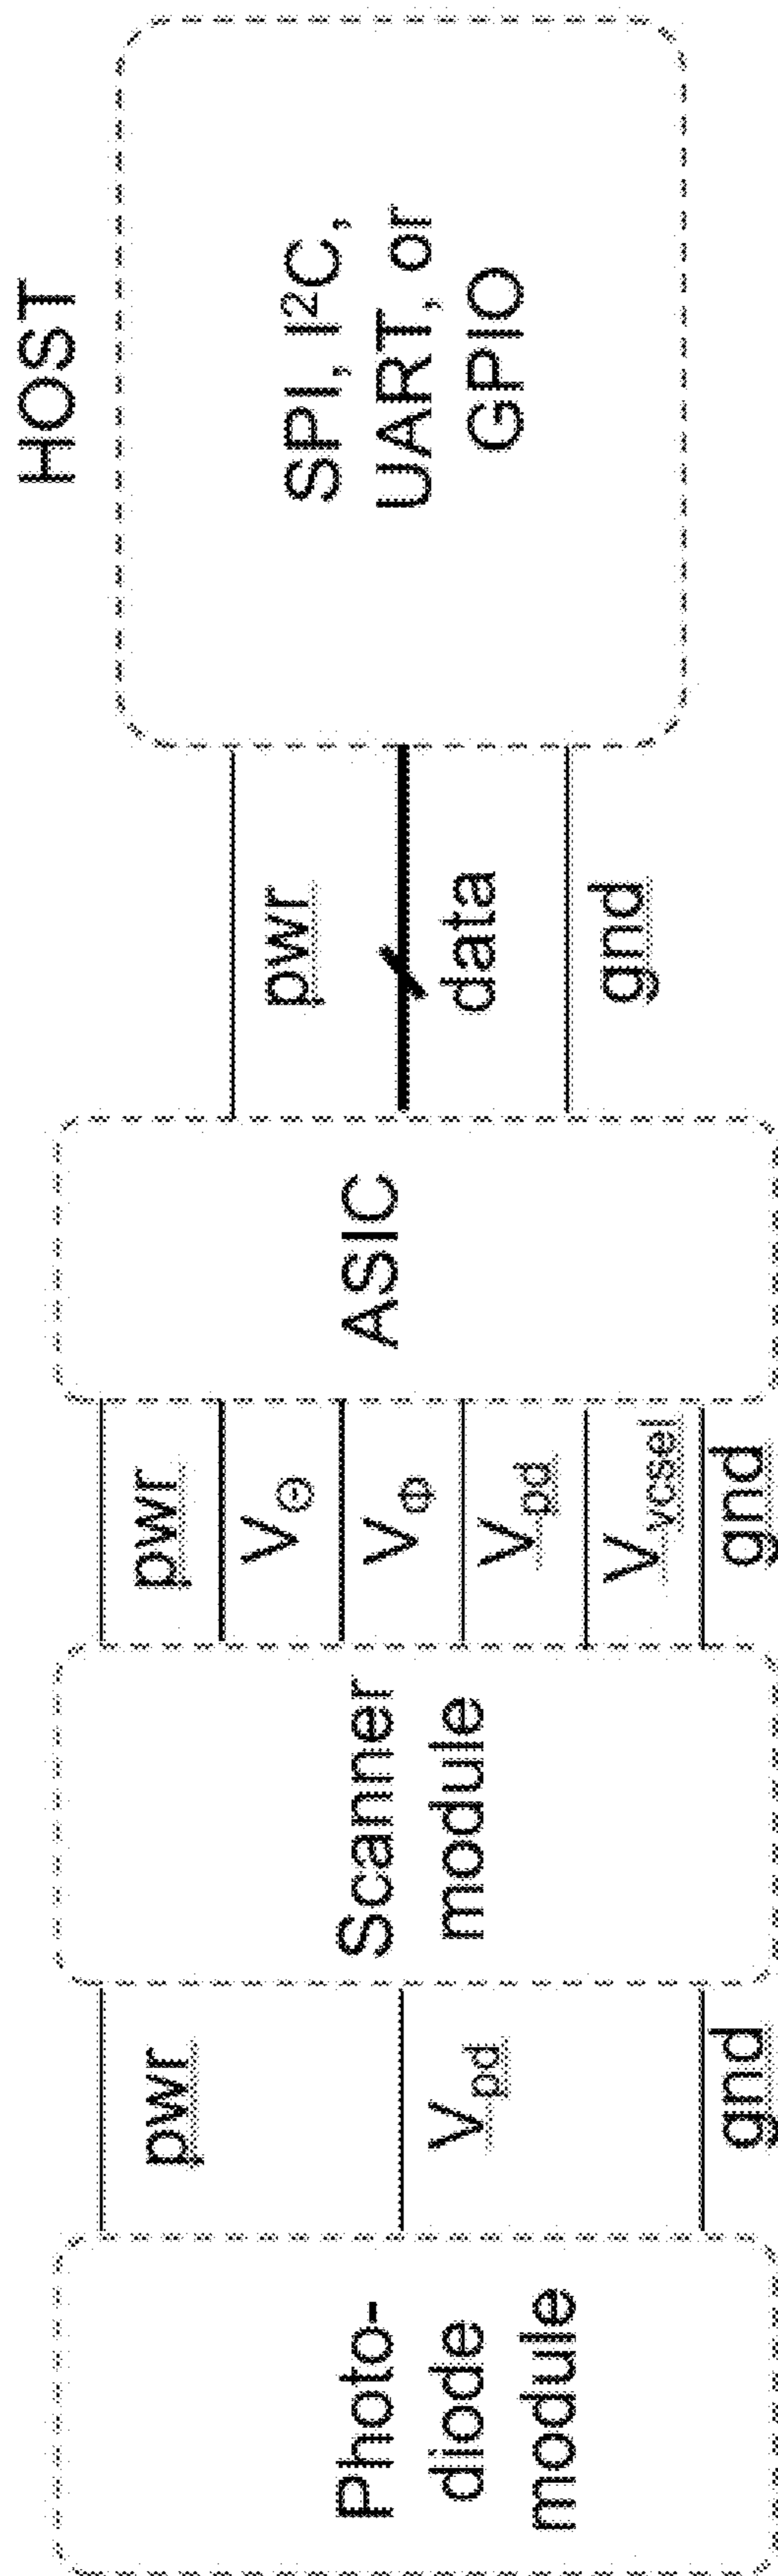 Photo-
diode
module
pwr
V_pd
gnd
Scanner
module
pwr
V_Θ
V_Φ
V_pd
V_vcsel
gnd
ASIC
pwr
data
gnd
HOST
SPI, I²C,
UART, or
GPIO